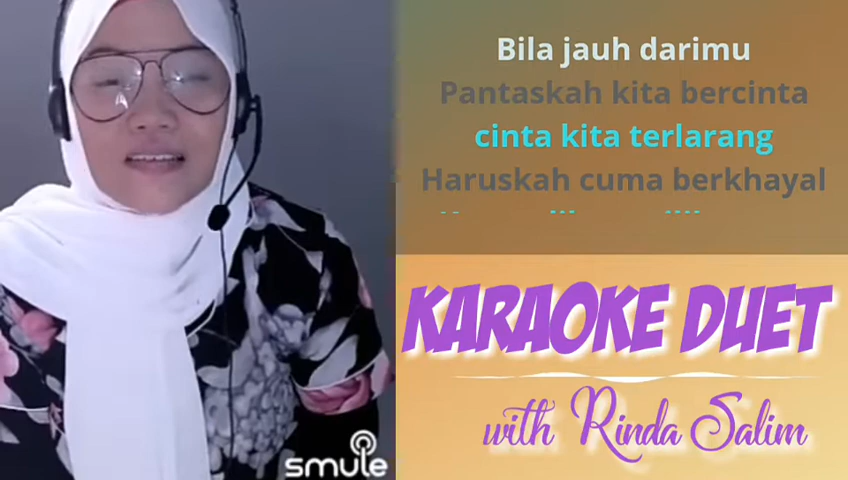 Bila jauh darimu
Pantaskah kita bercinta
cinta kita terlarang
Haruskah cuma berkhayal
KARAOKE DUET
with Rinda Salim
smule